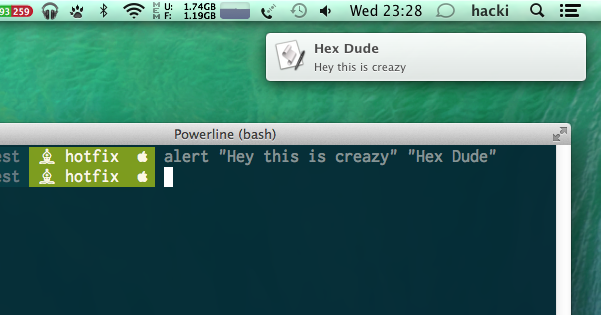 93 259 MEM U: 1.74GB F: 1.19GB Wed 23:28 hacki
Hex Dude
Hey this is creazy
Powerline (bash)
est hotfix alert "Hey this is creazy" "Hex Dude"
est hotfix